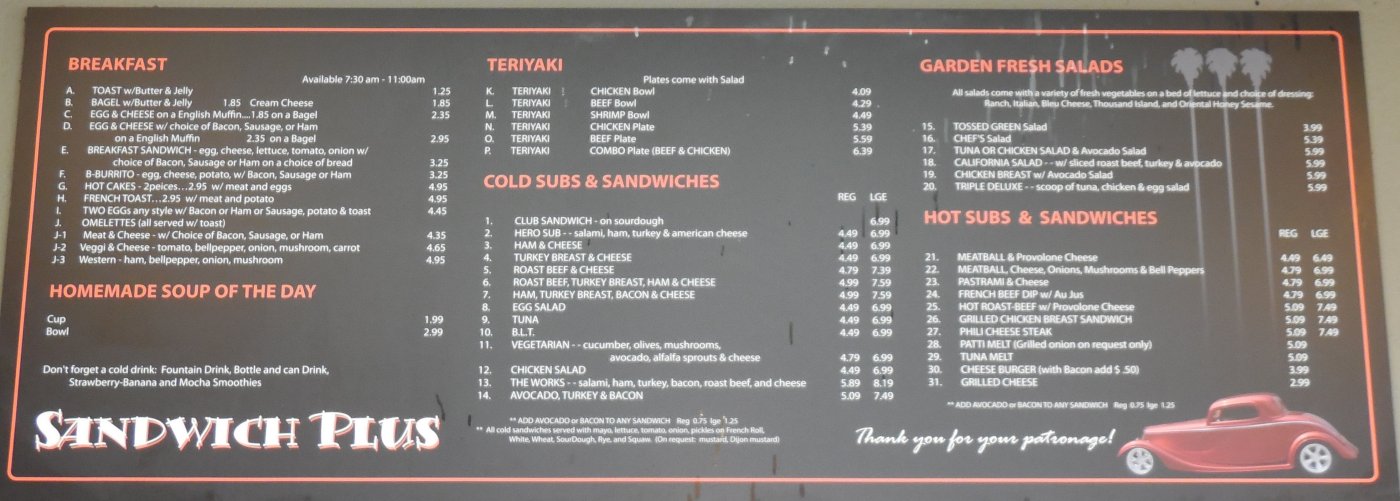 BREAKFAST
Available 7:30 am - 11:00am
A. TOAST w/Butter & Jelly 1.25
B. BAGEL w/Butter & Jelly 1.85 Cream Cheese 1.85
C. EGG & CHEESE on a English Muffin....1.85 on a Bagel 2.35
D. EGG & CHEESE w/ choice of Bacon, Sausage, or Ham
on a English Muffin 2.35 on a Bagel 2.95
E. BREAKFAST SANDWICH - egg, cheese, lettuce, tomato, onion w/
choice of Bacon, Sausage or Ham on a choice of bread 3.25
F. B-BURRITO - egg, cheese, potato, w/ Bacon, Sausage or Ham 3.25
G. HOT CAKES - 2peices...2.95 w/ meat and eggs 4.95
H. FRENCH TOAST...2.95 w/ meat and potato 4.95
I. TWO EGGs any style w/ Bacon or Ham or Sausage, potato & toast 4.45
J. OMELETTES (all served w/ toast)
J-1 Meat & Cheese - w/ Choice of Bacon, Sausage, or Ham 4.35
J-2 Veggi & Cheese - tomato, bellpepper, onion, mushroom, carrot 4.65
J-3 Western - ham, bellpepper, onion, mushroom 4.95
HOMEMADE SOUP OF THE DAY
Cup 1.99
Bowl 2.99
Don't forget a cold drink: Fountain Drink, Bottle and can Drink,
Strawberry-Banana and Mocha Smoothies
SANDWICH PLUS
TERIYAKI
Plates come with Salad
K. TERIYAKI CHICKEN Bowl 4.09
L. TERIYAKI BEEF Bowl 4.29
M. TERIYAKI SHRIMP Bowl 4.49
N. TERIYAKI CHICKEN Plate 5.39
O. TERIYAKI BEEF Plate 5.59
P. TERIYAKI COMBO Plate (BEEF & CHICKEN) 6.39
COLD SUBS & SANDWICHES
REG LGE
1. CLUB SANDWICH - on sourdough 6.99
2. HERO SUB - - salami, ham, turkey & american cheese 4.49 6.99
3. HAM & CHEESE 4.49 6.99
4. TURKEY BREAST & CHEESE 4.49 6.99
5. ROAST BEEF & CHEESE 4.79 7.39
6. ROAST BEEF, TURKEY BREAST, HAM & CHEESE 4.99 7.59
7. HAM, TURKEY BREAST, BACON & CHEESE 4.99 7.59
8. EGG SALAD 4.49 6.99
9. TUNA 4.49 6.99
10. B.L.T. 4.49 6.99
11. VEGETARIAN - - cucumber, olives, mushrooms,
avocado, alfalfa sprouts & cheese 4.79 6.99
12. CHICKEN SALAD 4.49 6.99
13. THE WORKS - - salami, ham, turkey, bacon, roast beef, and cheese 5.89 8.19
14. AVOCADO, TURKEY & BACON 5.09 7.49
** ADD AVOCADO or BACON TO ANY SANDWICH Reg 0.75 lge 1.25
** All cold sandwiches served with mayo, lettuce, tomato, onion, pickles on French Roll,
White, Wheat, SourDough, Rye, and Squaw. (On request: mustard, Dijon mustard)
GARDEN FRESH SALADS
All salads come with a variety of fresh vegetables on a bed of lettuce and choice of dressing:
Ranch, Italian, Bleu Cheese, Thousand Island, and Oriental Honey Sesame.
15. TOSSED GREEN Salad 3.99
16. CHEF'S Salad 5.39
17. TUNA OR CHICKEN SALAD & Avocado Salad 5.99
18. CALIFORNIA SALAD - - w/ sliced roast beef, turkey & avocado 5.99
19. CHICKEN BREAST w/ Avocado Salad 5.99
20. TRIPLE DELUXE - - scoop of tuna, chicken & egg salad 5.99
HOT SUBS & SANDWICHES
REG LGE
21. MEATBALL & Provolone Cheese 4.49 6.49
22. MEATBALL, Cheese, Onions, Mushrooms & Bell Peppers 4.79 6.99
23. PASTRAMI & Cheese 4.79 6.99
24. FRENCH BEEF DIP w/ Au Jus 4.79 6.99
25. HOT ROAST-BEEF w/ Provolone Cheese 5.09 7.49
26. GRILLED CHICKEN BREAST SANDWICH 5.09 7.49
27. PHILI CHEESE STEAK 5.09 7.49
28. PATTI MELT (Grilled onion on request only) 5.09
29. TUNA MELT 5.09
30. CHEESE BURGER (with Bacon add $ .50) 3.99
31. GRILLED CHEESE 2.99
** ADD AVOCADO or BACON TO ANY SANDWICH Reg 0.75 lge 1.25
Thank you for your patronage!